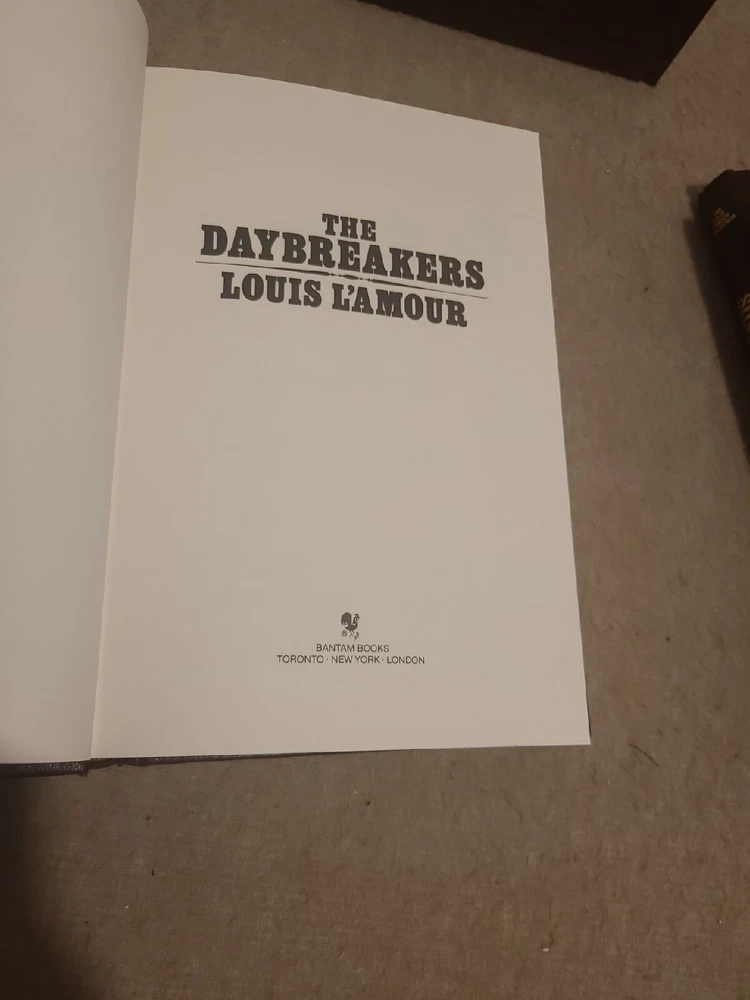 THE
DAYBREAKERS
LOUIS L'AMOUR
BANTAM BOOKS
TORONTO · NEW YORK · LONDON